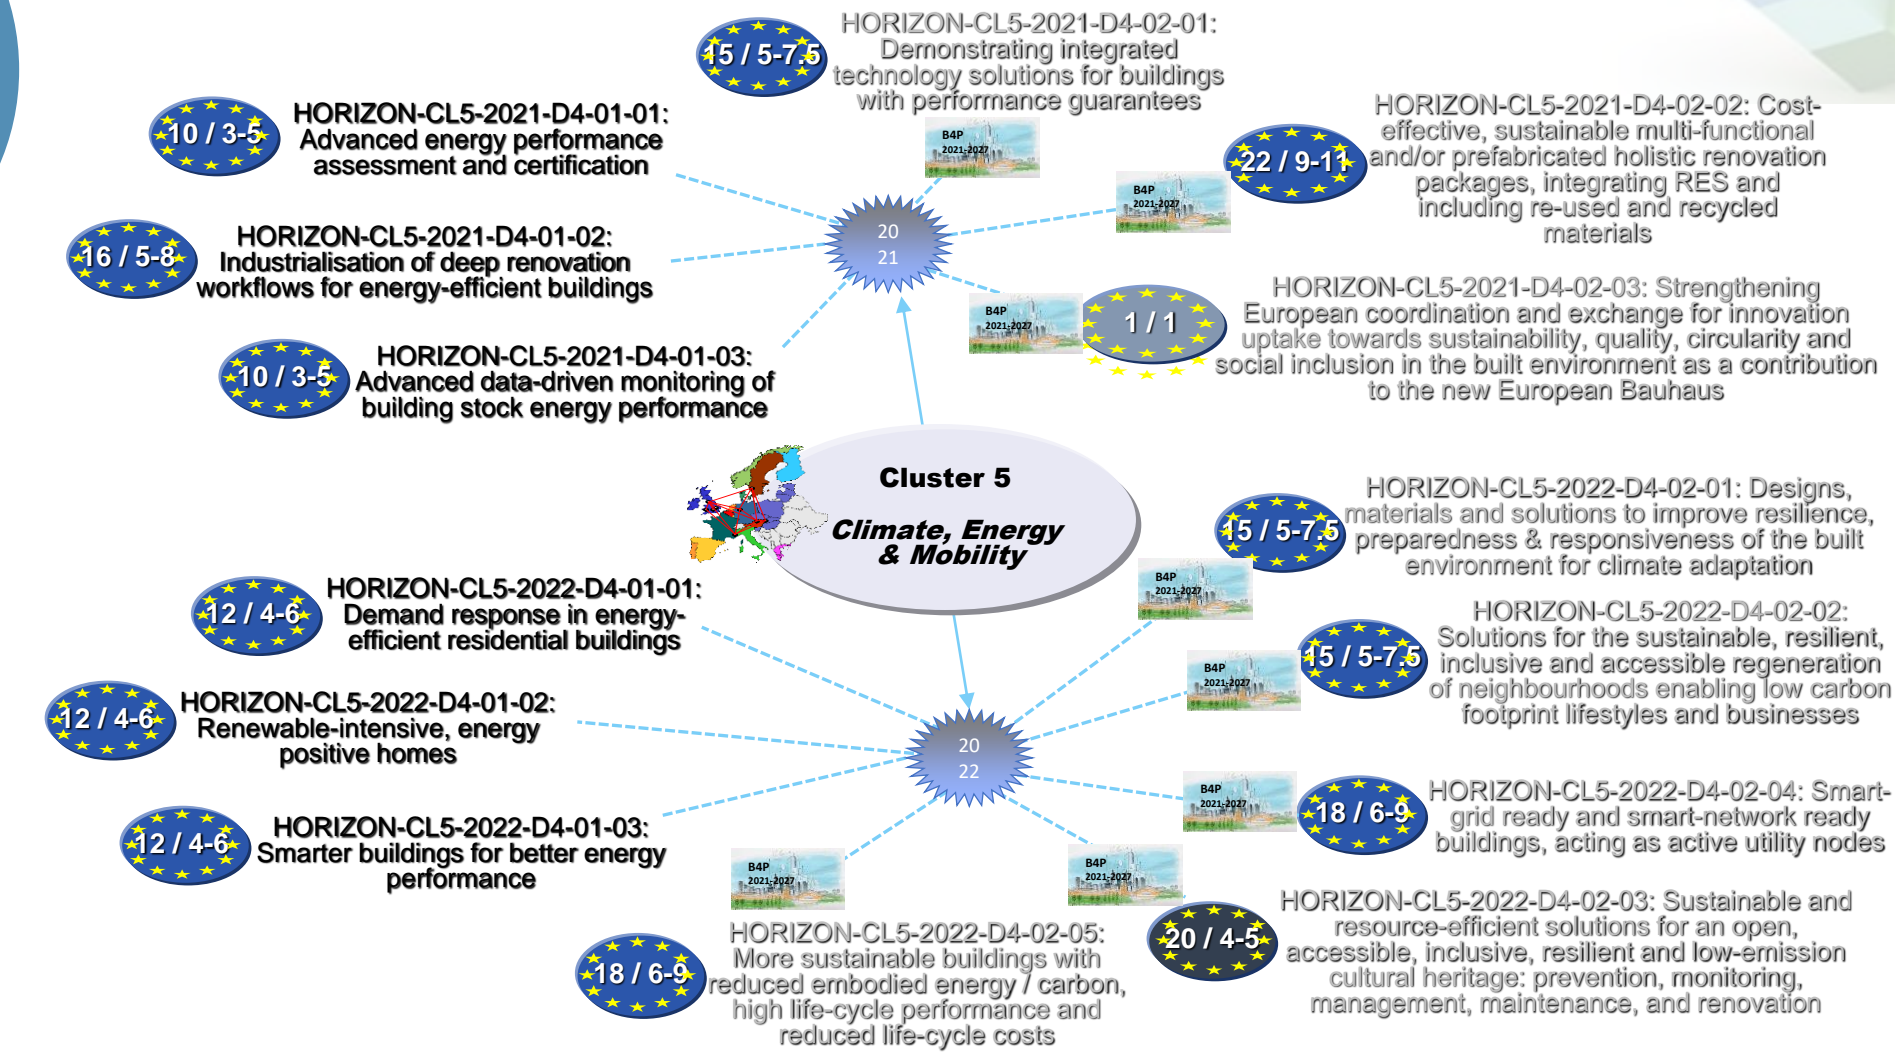 15 / 5-7.5
HORIZON-CL5-2021-D4-02-01:
Demonstrating integrated
technology solutions for buildings
with performance guarantees
B4P
2021-2027
10 / 3-5
HORIZON-CL5-2021-D4-01-01:
Advanced energy performance
assessment and certification
22 / 9-11
HORIZON-CL5-2021-D4-02-02: Cost-
effective, sustainable multi-functional
and/or prefabricated holistic renovation
packages, integrating RES and
including re-used and recycled
materials
B4P
2021-2027
16 / 5-8
HORIZON-CL5-2021-D4-01-02:
Industrialisation of deep renovation
workflows for energy-efficient buildings
20
21
B4P
2021-2027
1 / 1
HORIZON-CL5-2021-D4-02-03: Strengthening
European coordination and exchange for innovation
uptake towards sustainability, quality, circularity and
social inclusion in the built environment as a contribution
to the new European Bauhaus
10 / 3-5
HORIZON-CL5-2021-D4-01-03:
Advanced data-driven monitoring of
building stock energy performance
Cluster 5
Climate, Energy
& Mobility
15 / 5-7.5
HORIZON-CL5-2022-D4-02-01: Designs,
materials and solutions to improve resilience,
preparedness & responsiveness of the built
environment for climate adaptation
B4P
2021-2027
12 / 4-6
HORIZON-CL5-2022-D4-01-01:
Demand response in energy-
efficient residential buildings
B4P
2021-2027
15 / 5-7.5
HORIZON-CL5-2022-D4-02-02:
Solutions for the sustainable, resilient,
inclusive and accessible regeneration
of neighbourhoods enabling low carbon
footprint lifestyles and businesses
12 / 4-6
HORIZON-CL5-2022-D4-01-02:
Renewable-intensive, energy
positive homes
20
22
B4P
2021-2027
18 / 6-9
HORIZON-CL5-2022-D4-02-04: Smart-
grid ready and smart-network ready
buildings, acting as active utility nodes
12 / 4-6
HORIZON-CL5-2022-D4-01-03:
Smarter buildings for better energy
performance
B4P
2021-2027
B4P
2021-2027
18 / 6-9
HORIZON-CL5-2022-D4-02-05:
More sustainable buildings with
reduced embodied energy / carbon,
high life-cycle performance and
reduced life-cycle costs
20 / 4-5
HORIZON-CL5-2022-D4-02-03: Sustainable and
resource-efficient solutions for an open,
accessible, inclusive, resilient and low-emission
cultural heritage: prevention, monitoring,
management, maintenance, and renovation